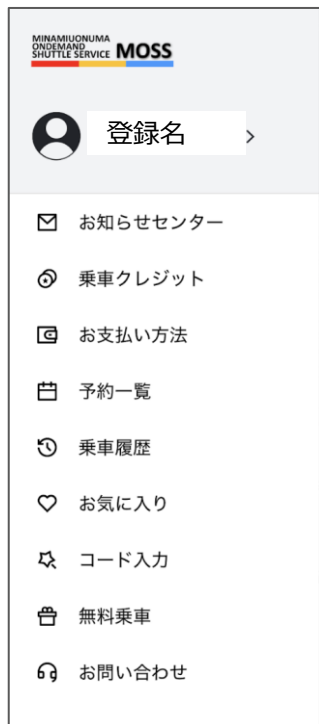 MINAMIUONUMA
ONDEMAND
SHUTTLE SERVICE MOSS
登録名
お知らせセンター
乗車クレジット
お支払い方法
予約一覧
乗車履歴
お気に入り
コード入力
無料乗車
お問い合わせ